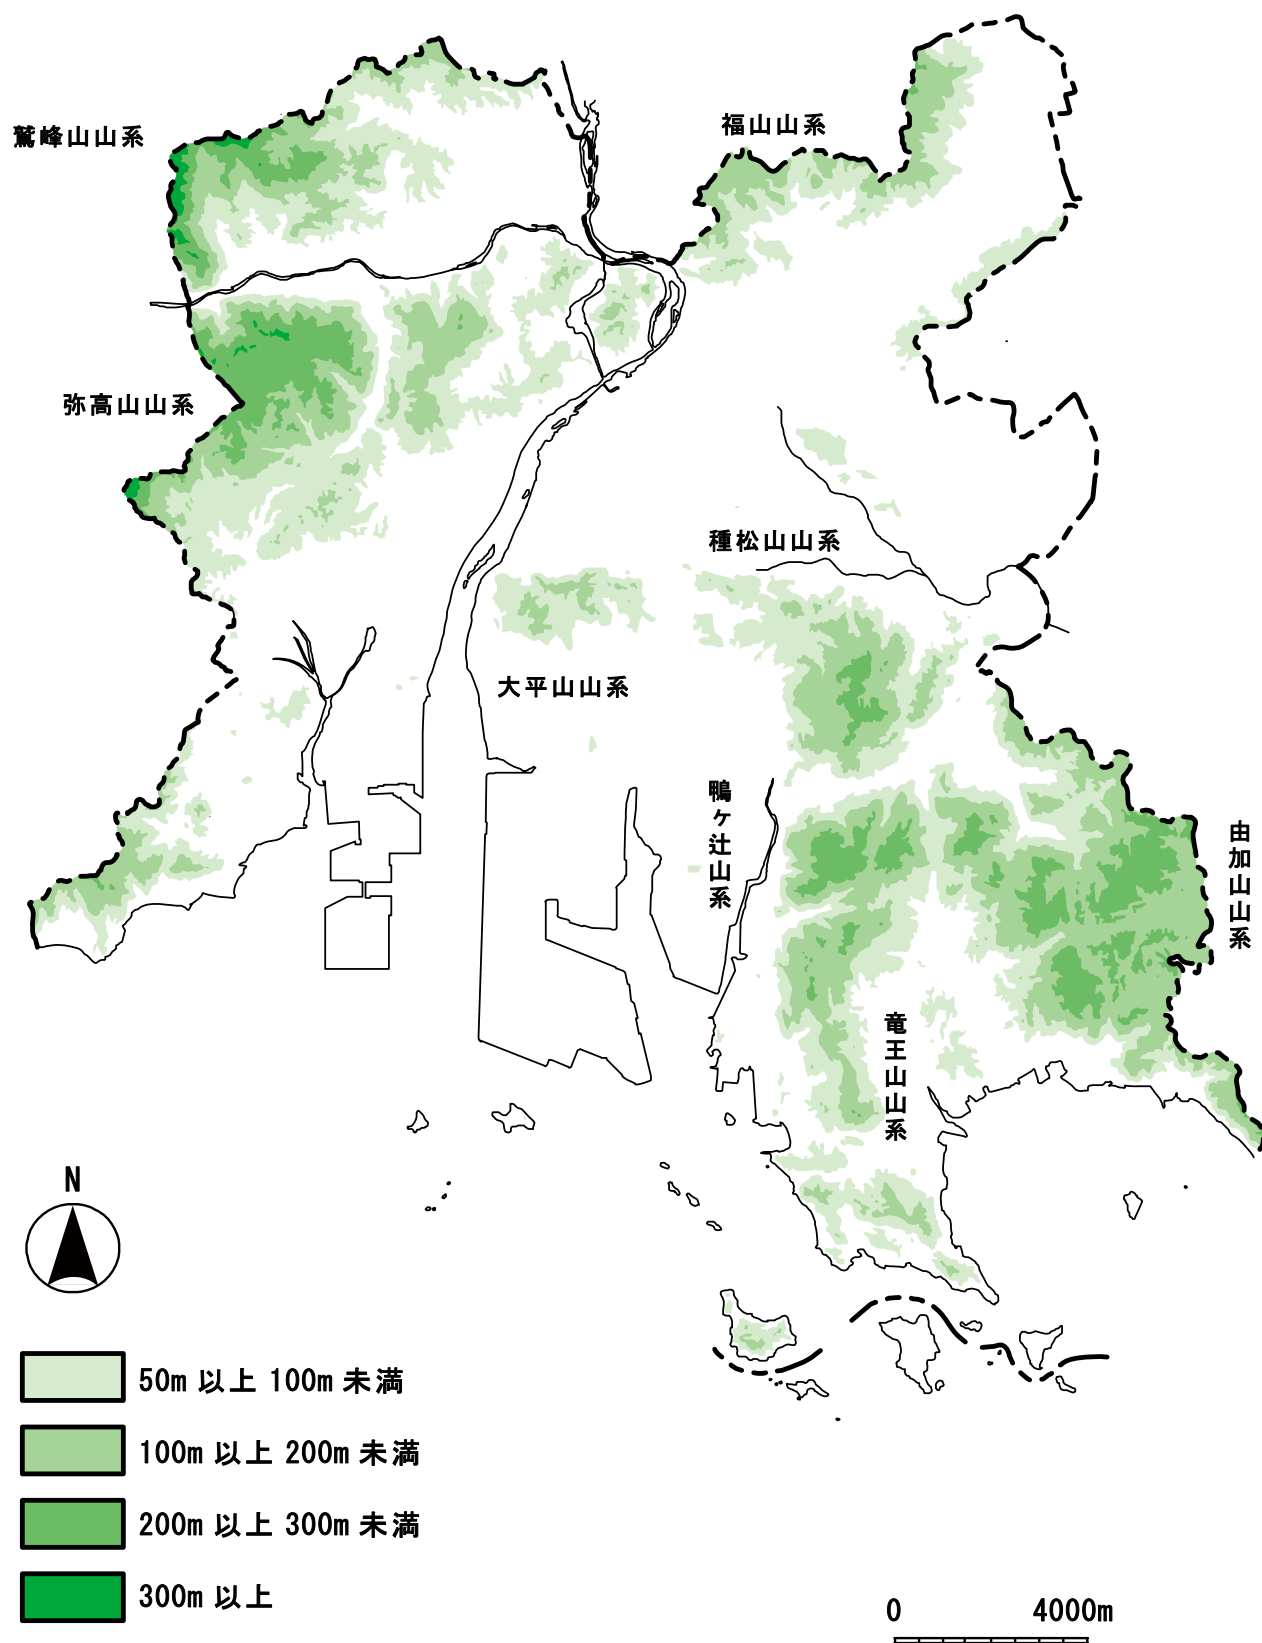 鷲峰山山系
福山山系
弥高山山系
種松山山系
大平山山系
鴨ヶ辻山系
由加山山系
竜王山山系
N
50m 以上 100m 未満
100m 以上 200m 未満
200m 以上 300m 未満
300m 以上
0 4000m